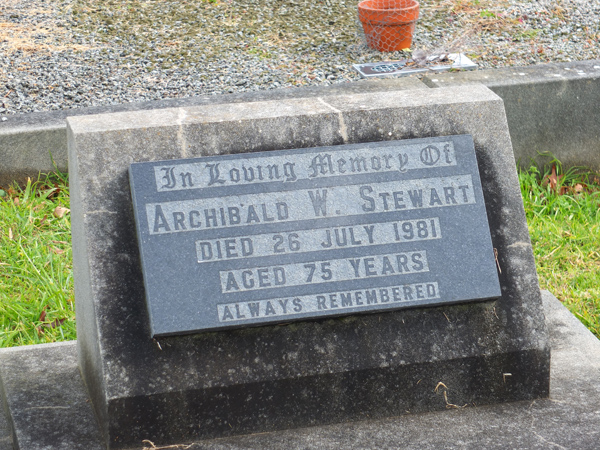 In Loving Memory Of
ARCHIBALD W. STEWART
DIED 26 JULY 1981
AGED 75 YEARS
ALWAYS REMEMBERED